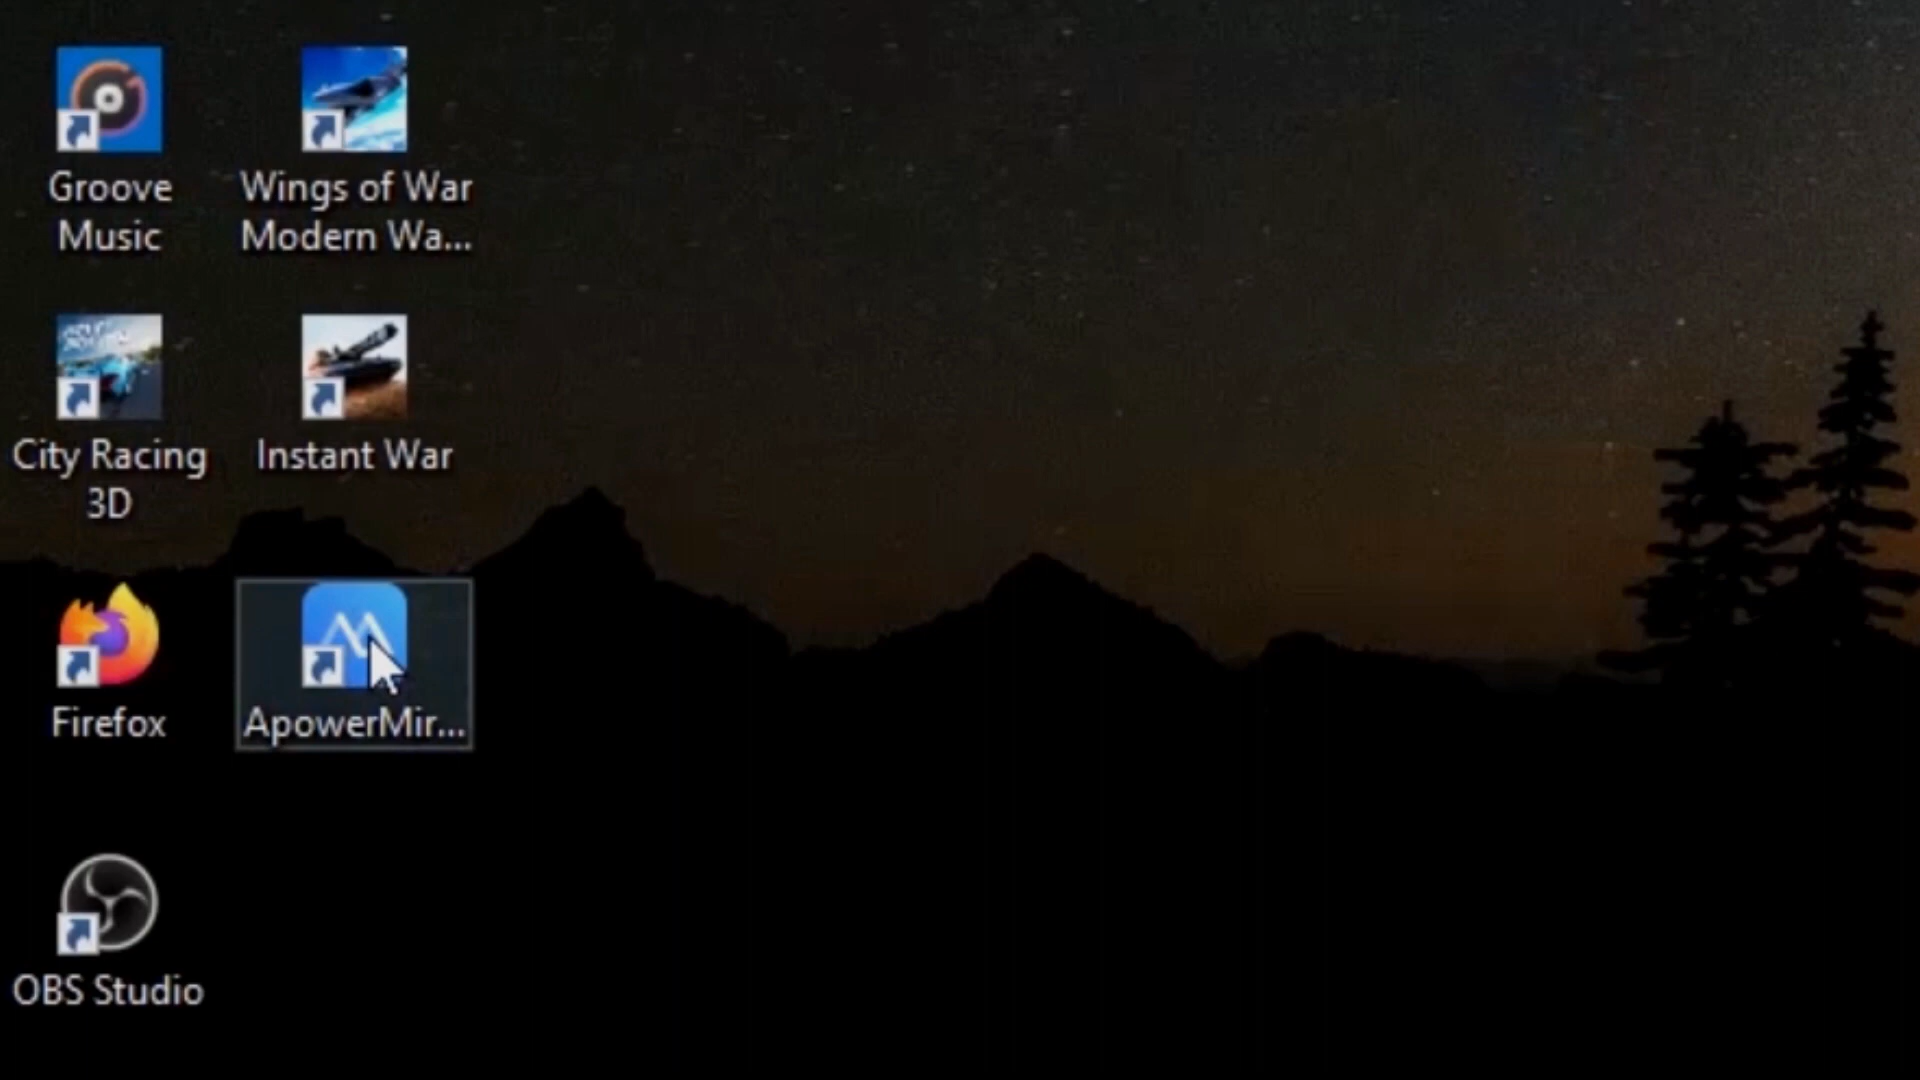 Groove
Music
Wings of War
Modern Wa...
City Racing
3D
Instant War
Firefox
ApowerMir...
OBS Studio